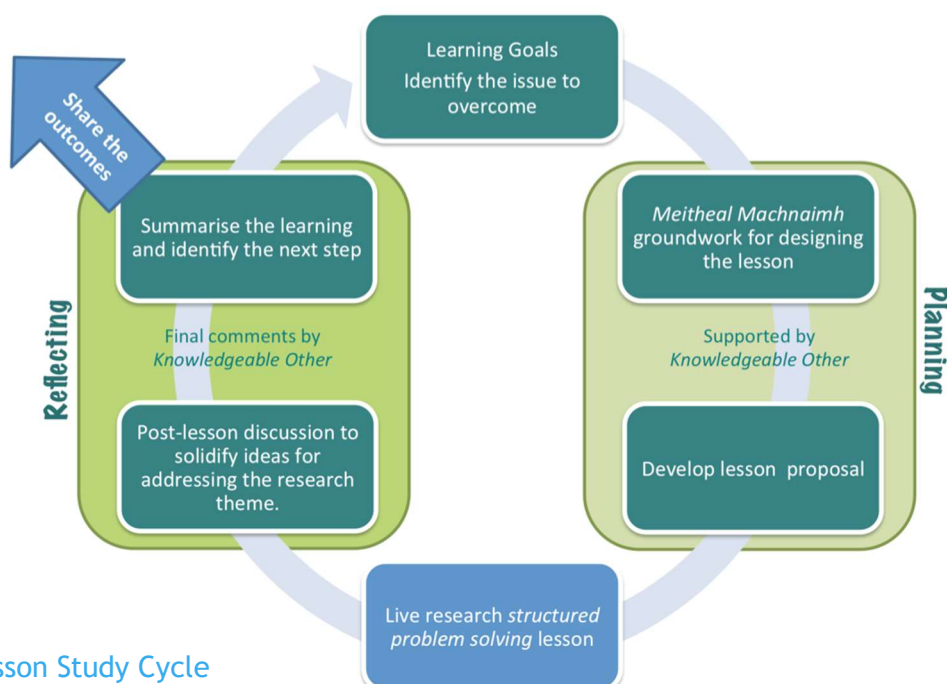 Learning Goals
Identify the issue to
overcome
Share the
outcomes
Meitheal Machnaimh
groundwork for designing
the lesson
Supported by
Knowledgeable Other
Planning
Develop lesson proposal
Live research structured
problem solving lesson
Post-lesson discussion to
solidify ideas for
addressing the research
theme.
Final comments by
Knowledgeable Other
Reflecting
Summarise the learning
and identify the next step
sson Study Cycle